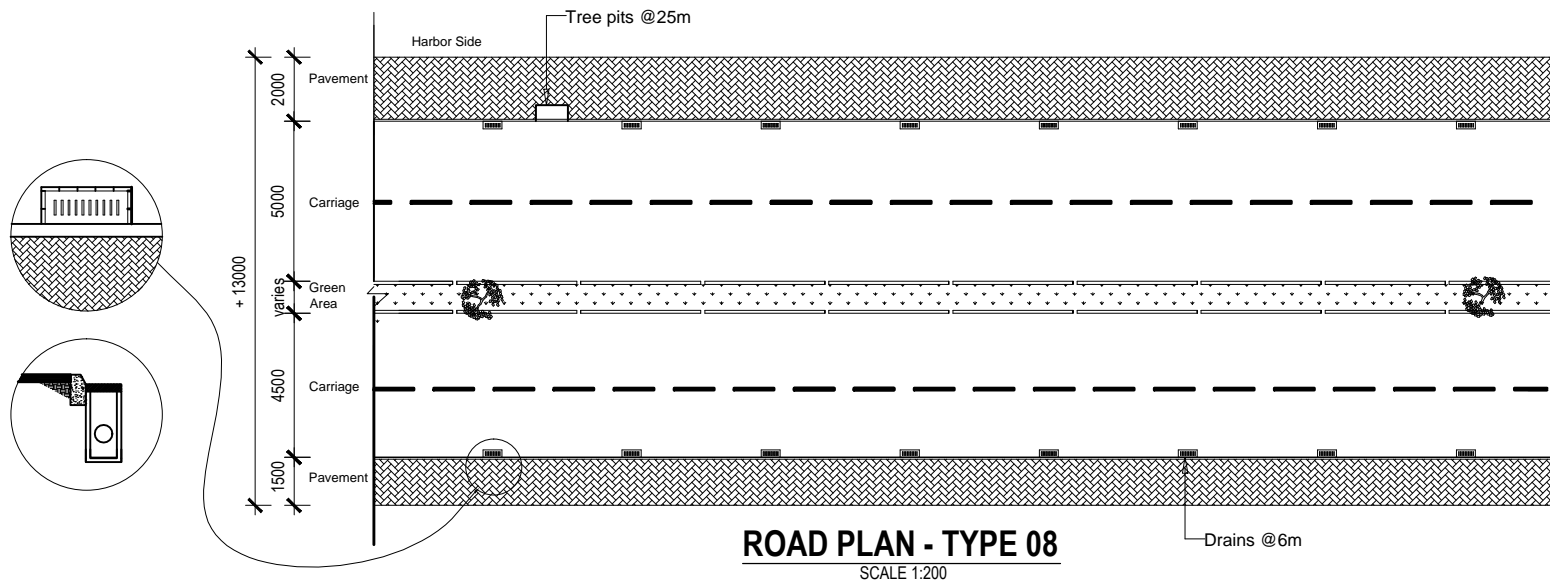 Tree pits @25m
Harbor Side
Pavement
2000
5000
Carriage
+ 13000
varies
Green
Area
4500
Carriage
1500
Pavement
Drains @6m
ROAD PLAN - TYPE 08
SCALE 1:200